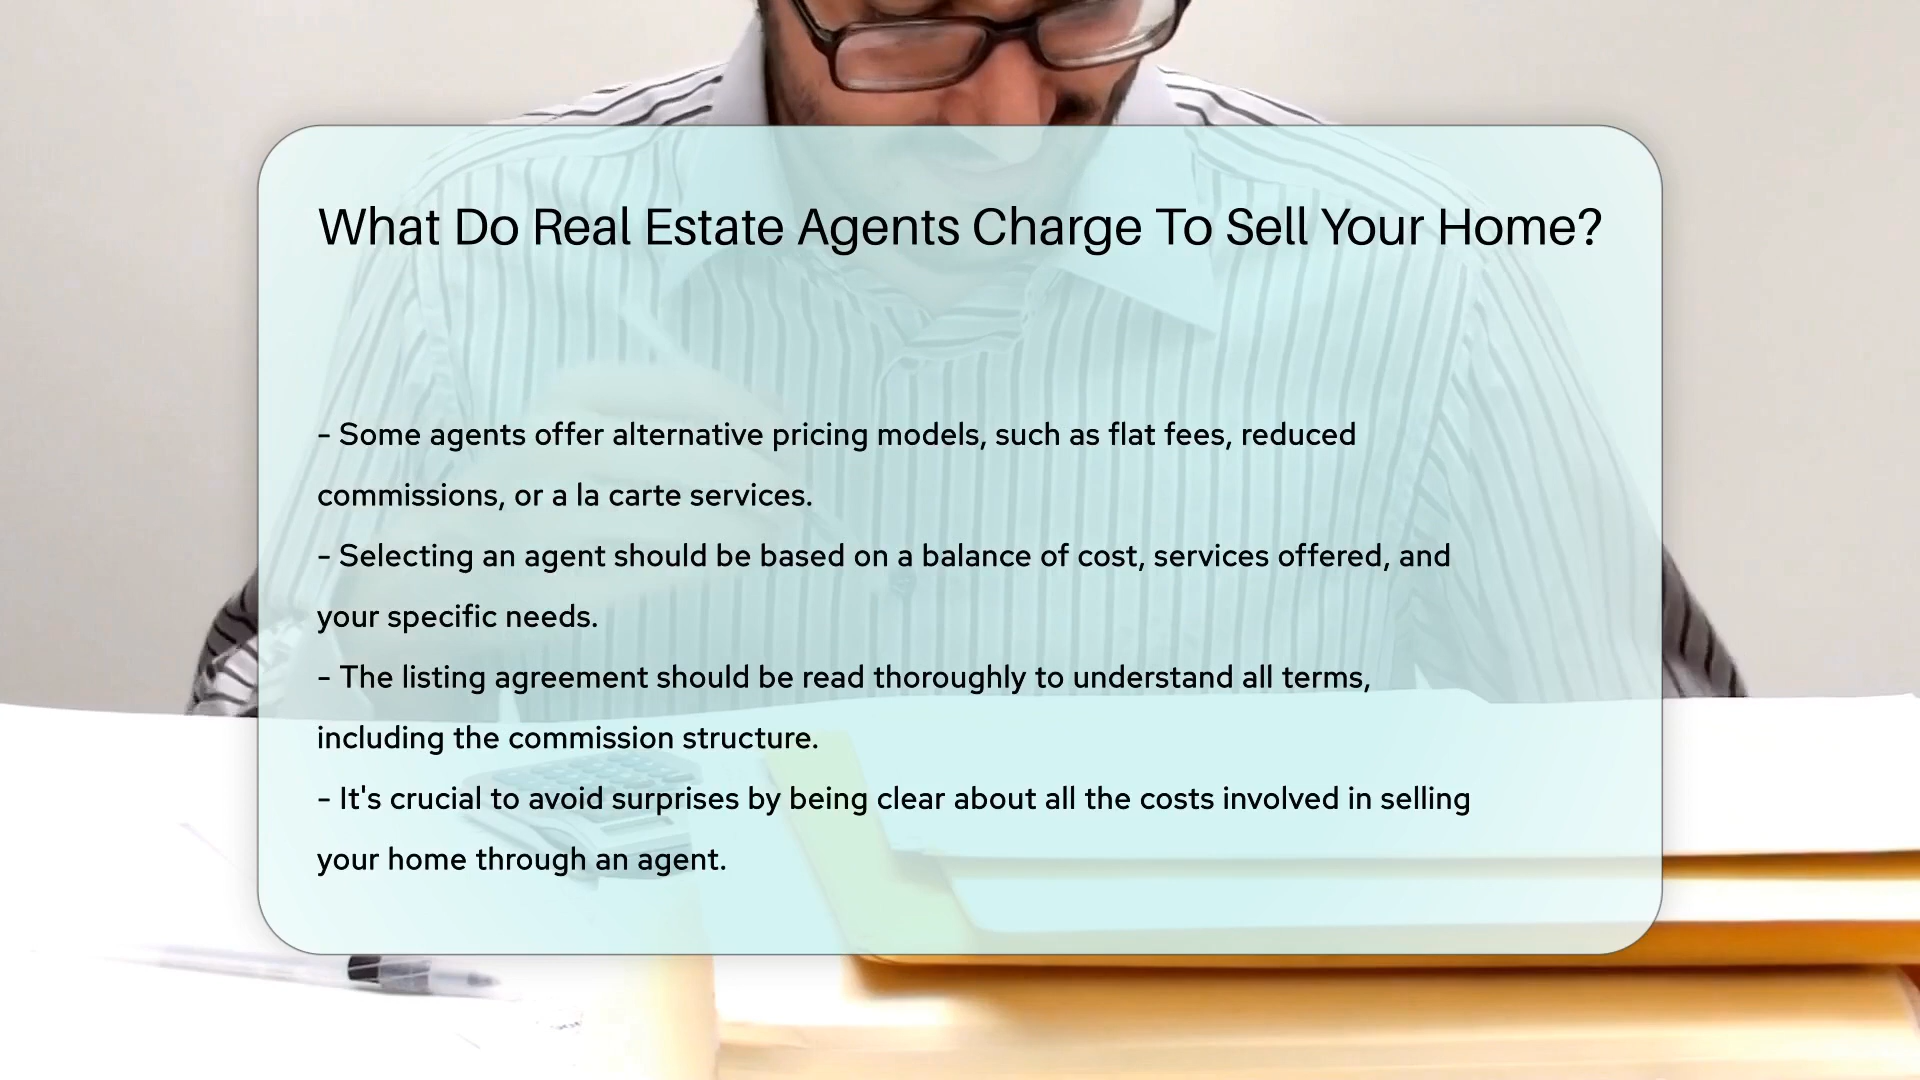 What Do Real Estate Agents Charge To Sell Your Home?
- Some agents offer alternative pricing models, such as flat fees, reduced
commissions, or a la carte services.
- Selecting an agent should be based on a balance of cost, services offered, and
your specific needs.
- The listing agreement should be read thoroughly to understand all terms,
including the commission structure.
- It's crucial to avoid surprises by being clear about all the costs involved in selling
your home through an agent.